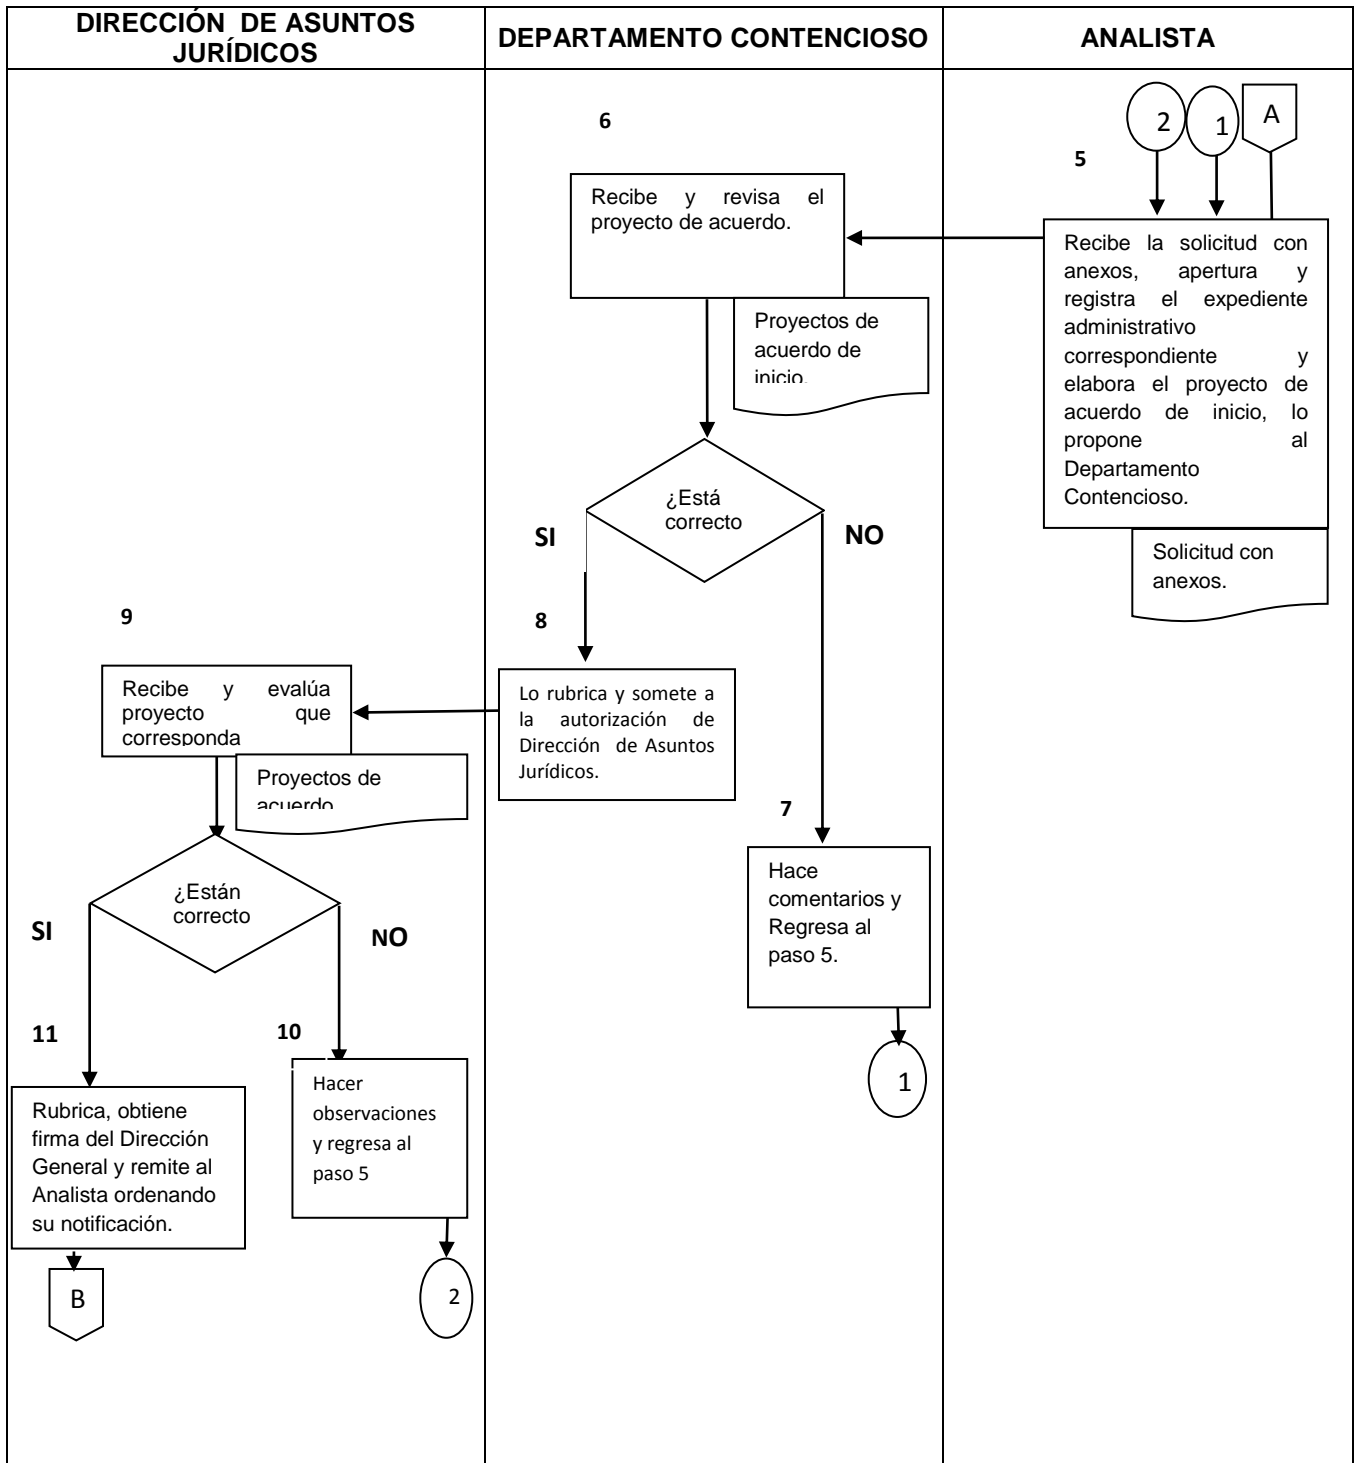 DIRECCIÓN DE ASUNTOS
JURÍDICOS
DEPARTAMENTO CONTENCIOSO
ANALISTA
2
1
A
5
Recibe la solicitud con
anexos, apertura y
registra el expediente
administrativo
correspondiente y
elabora el proyecto de
acuerdo de inicio, lo
propone al
Departamento
Contencioso.
Solicitud con
anexos.
6
Recibe y revisa el
proyecto de acuerdo.
Proyectos de
acuerdo de
inicio.
¿Está
correcto
SI
NO
8
Lo rubrica y somete a
la autorización de
Dirección de Asuntos
Jurídicos.
7
Hace
comentarios y
Regresa al
paso 5.
1
9
Recibe y evalúa
proyecto que
corresponda
Proyectos de
acuerdo
¿Están
correcto
SI
NO
11
Rubrica, obtiene
firma del Dirección
General y remite al
Analista ordenando
su notificación.
B
10
Hacer
observaciones
y regresa al
paso 5
2